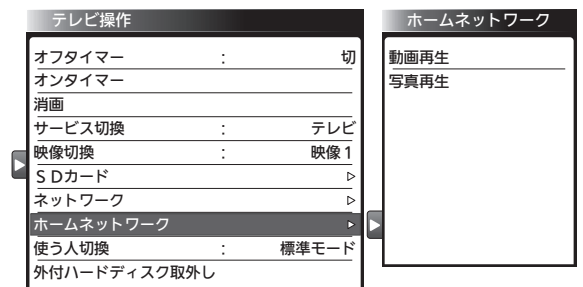 テレビ操作
オフタイマー : 切
オンタイマー
消画
サービス切換 : テレビ
映像切換 : 映像1
SDカード ▷
ネットワーク ▷
ホームネットワーク ▷
使う人切換 : 標準モード
外付ハードディスク取外し
ホームネットワーク
動画再生
写真再生